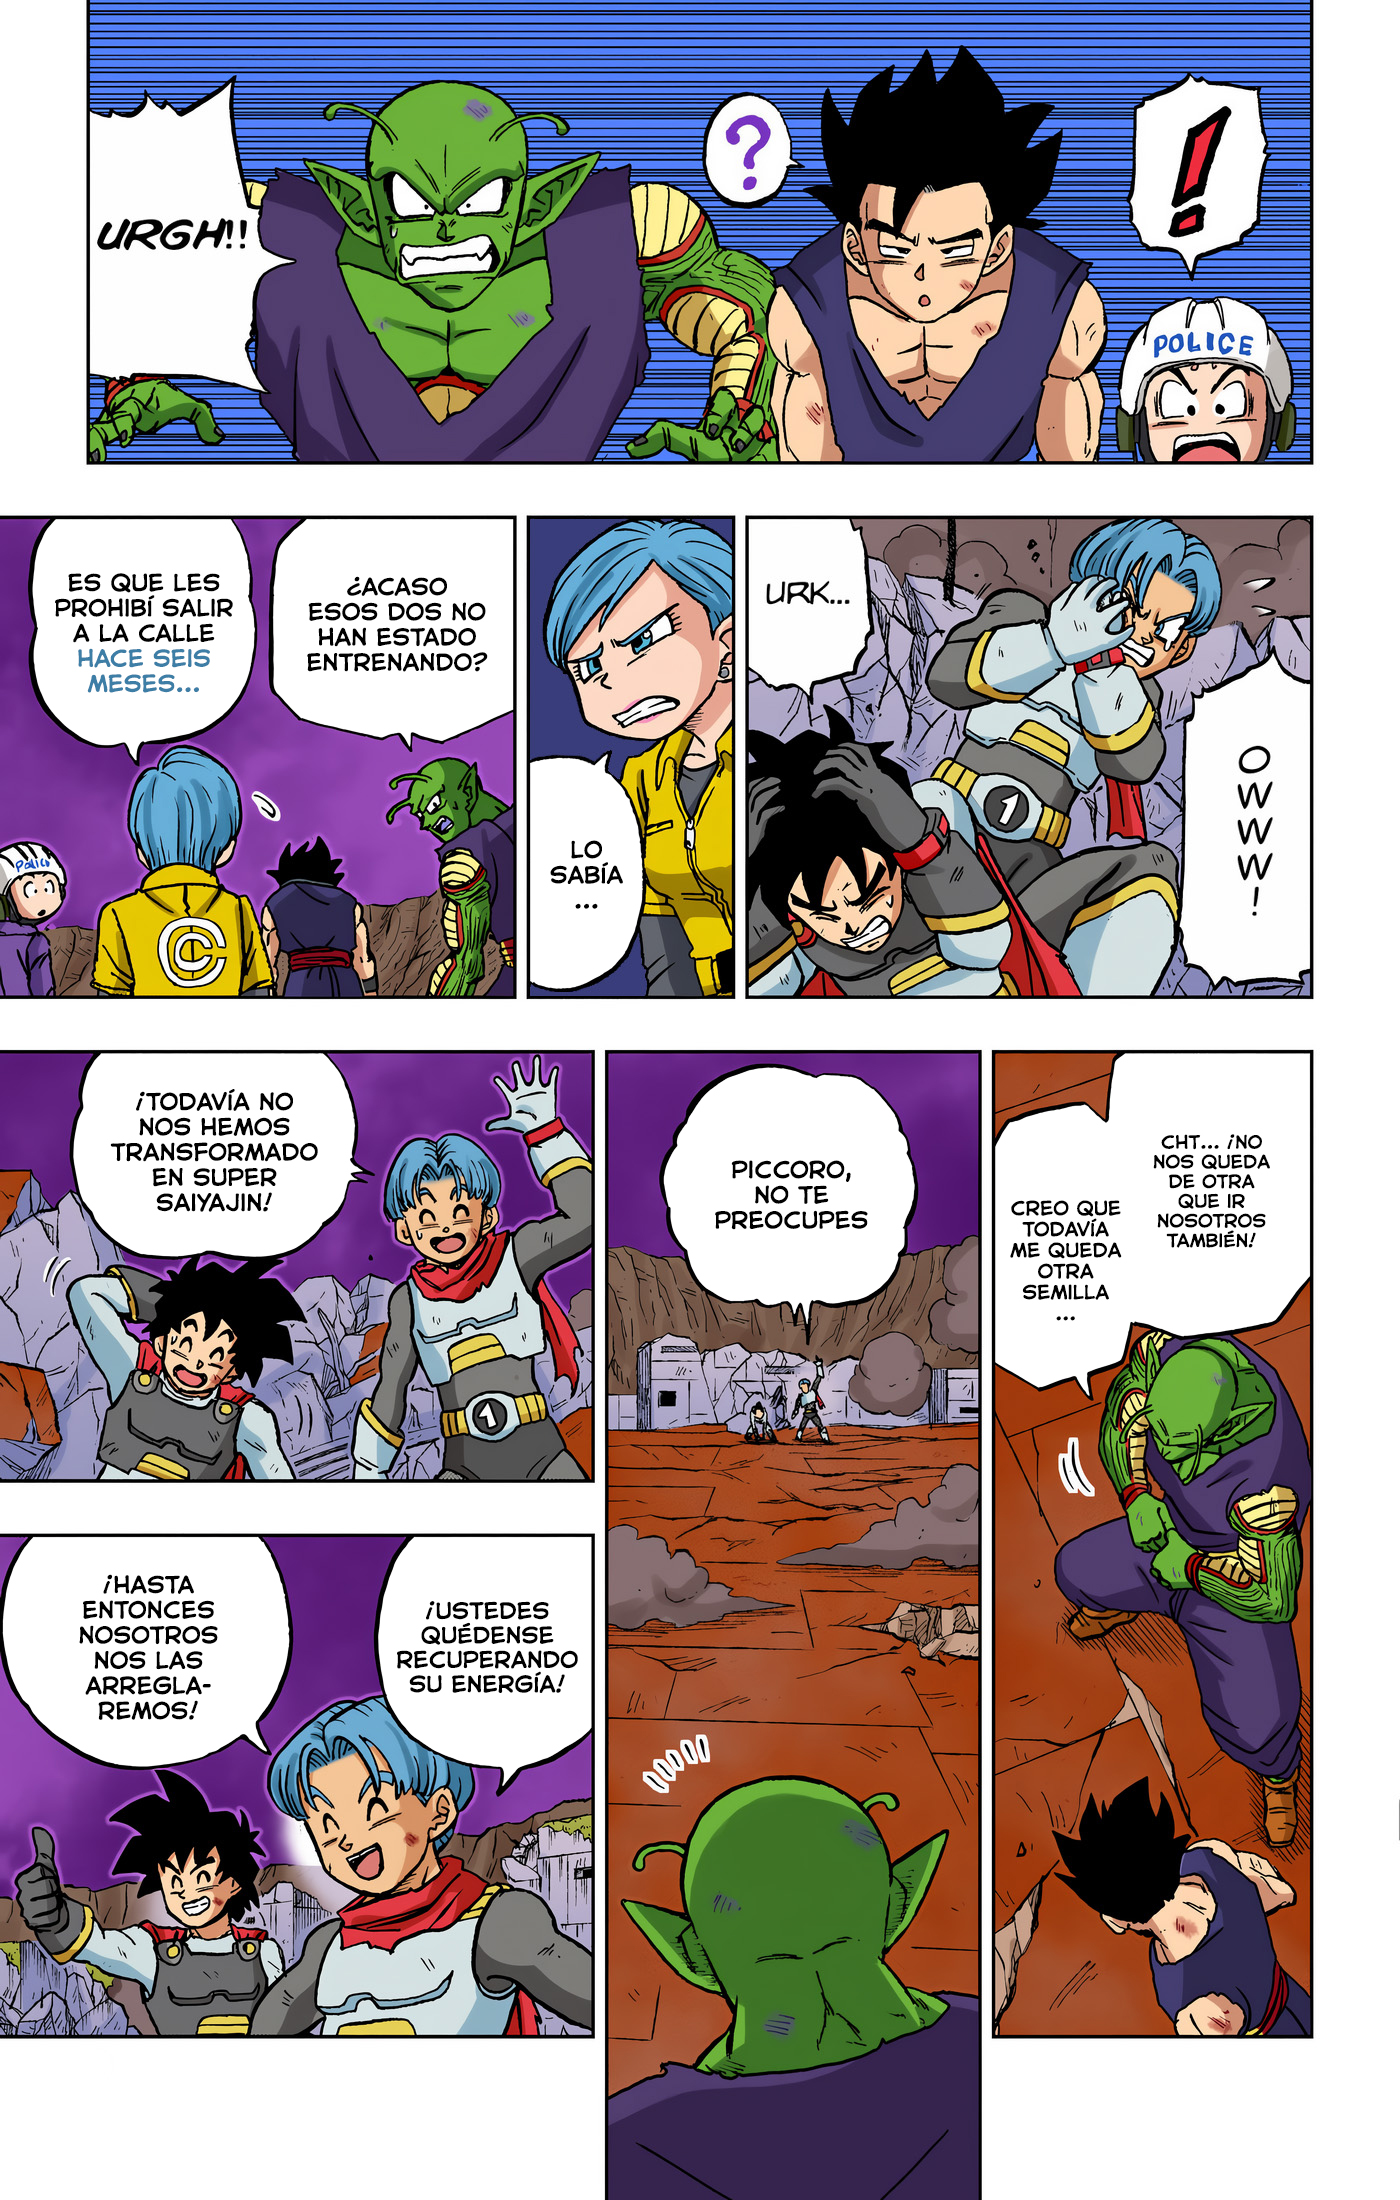 !
POLICE
?
URGH!!
OWWW!
URK...
LO
SABÍA
...
¿ACASO
ESOS DOS NO
HAN ESTADO
ENTRENANDO?
ES QUE LES
PROHIBÍ SALIR
A LA CALLE
HACE SEIS
MESES...
POLICE
CHT... ¡NO
NOS QUEDA
DE OTRA
QUE IR
NOSOTROS
TAMBIÉN!
CREO QUE
TODAVÍA
ME QUEDA
OTRA
SEMILLA
...
PICCORO,
NO TE
PREOCUPES
¡TODAVÍA NO
NOS HEMOS
TRANSFORMADO
EN SUPER
SAIYAJIN!
1
1
¡USTEDES
QUÉDENSE
RECUPERANDO
SU ENERGÍA!
¡HASTA
ENTONCES
NOSOTROS
NOS LAS
ARREGLA-
REMOS!